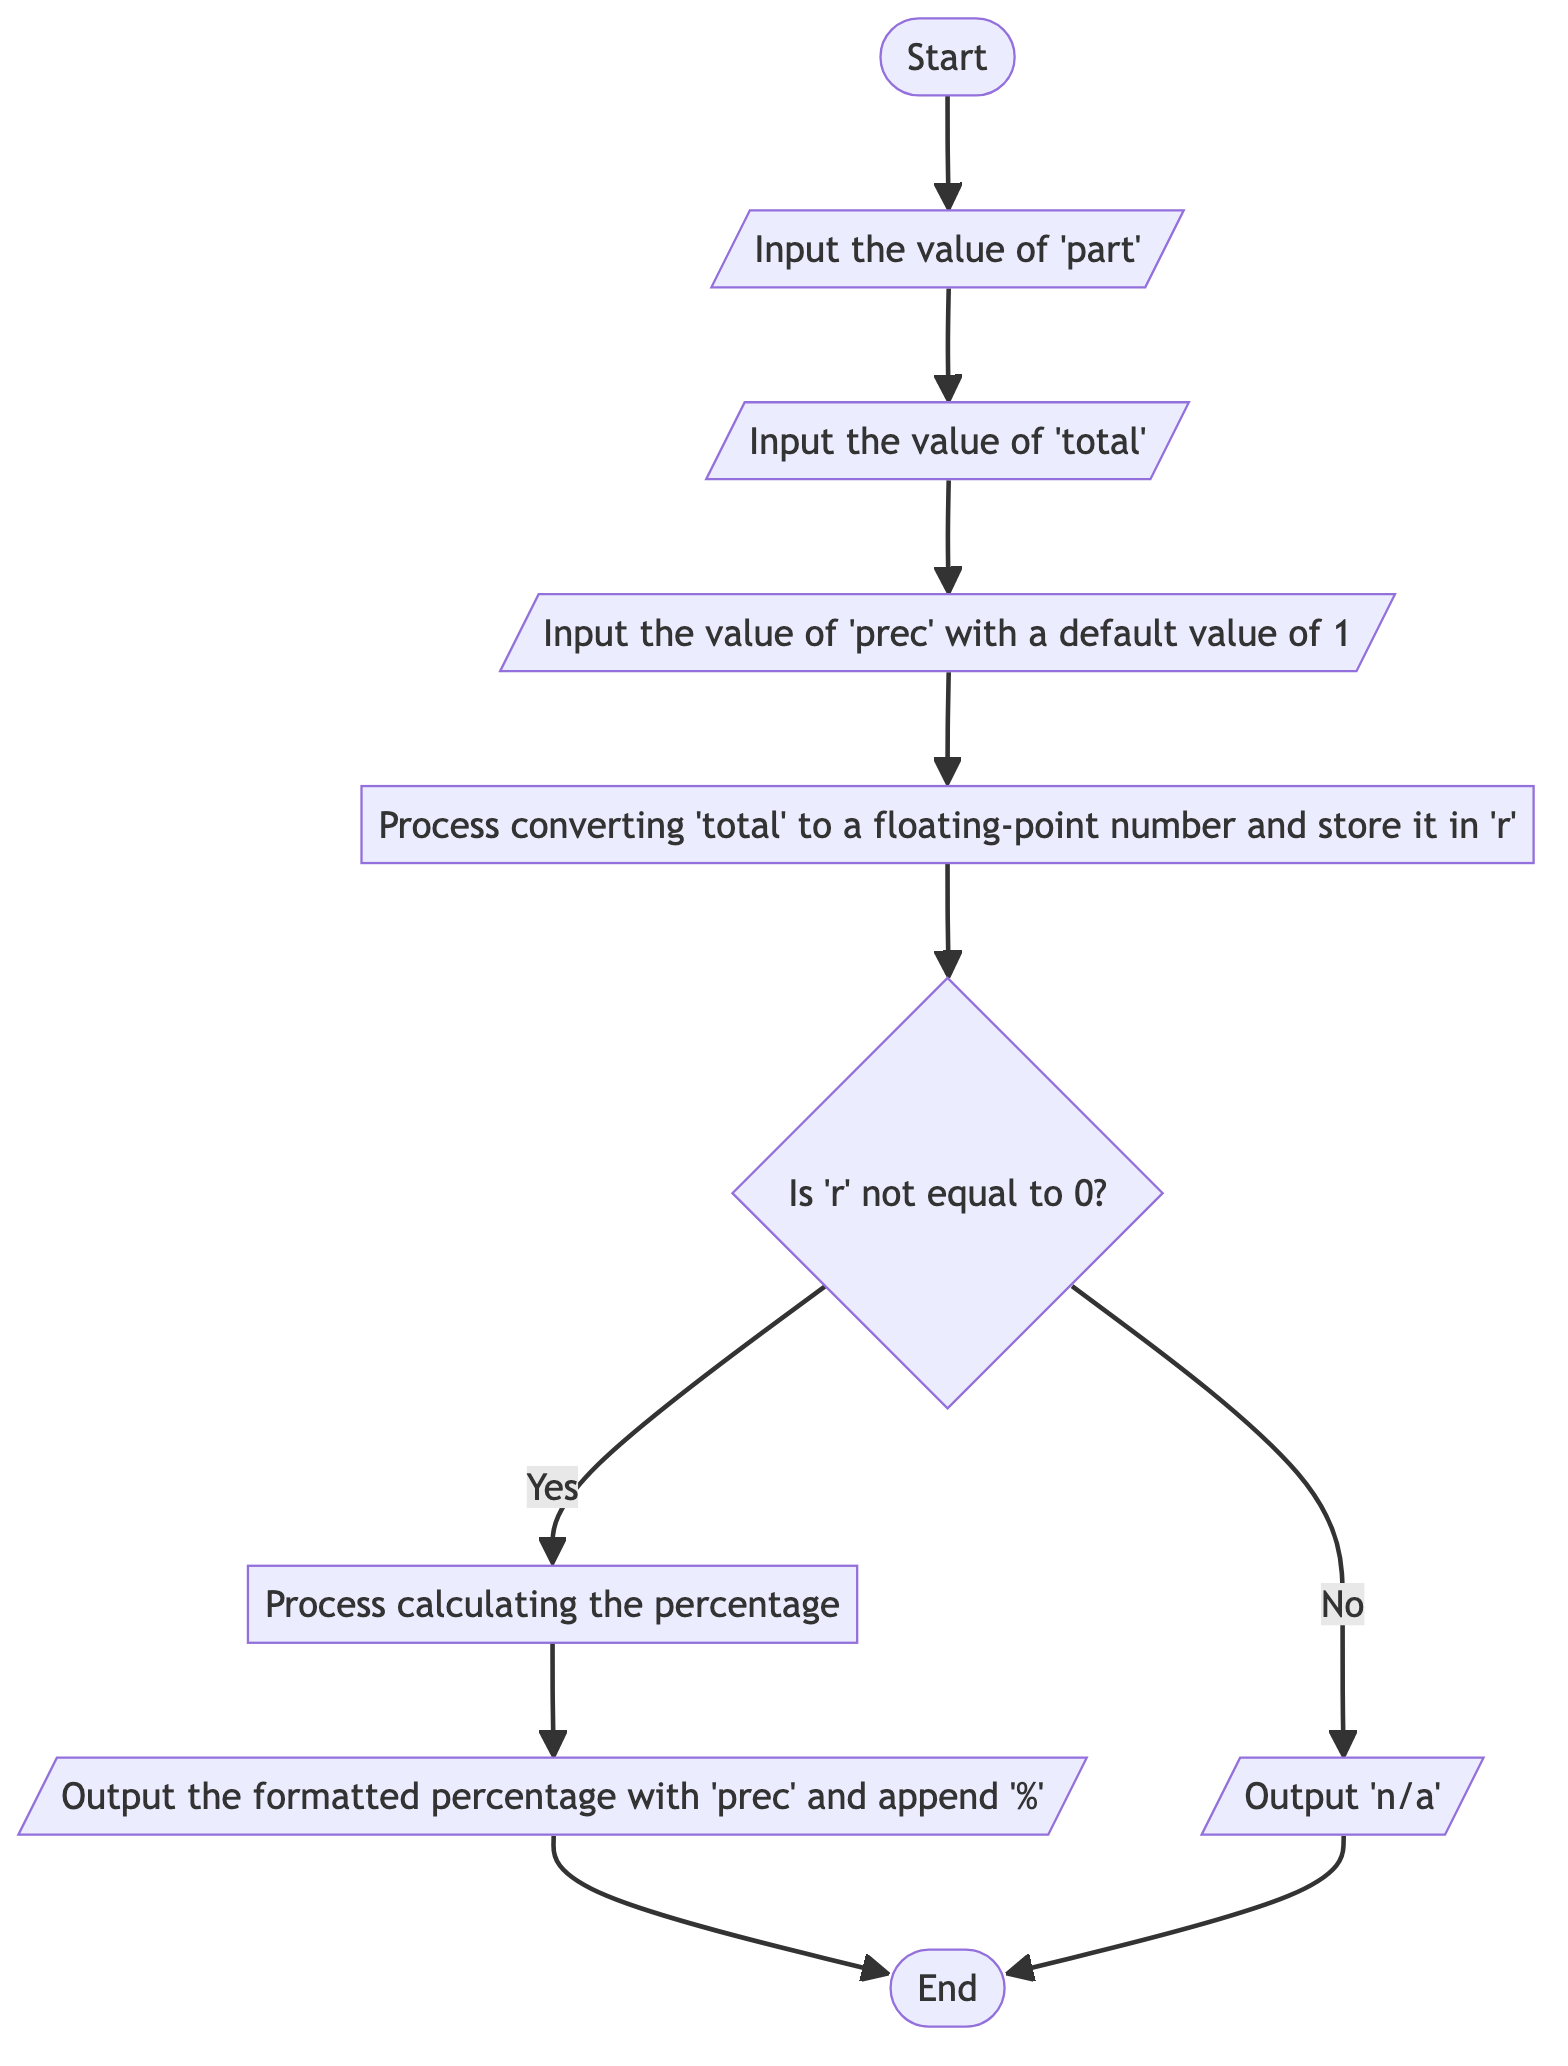 Start
Input the value of 'part'
Input the value of 'total'
Input the value of 'prec' with a default value of 1
Process converting 'total' to a floating-point number and store it in 'r'
Is 'r' not equal to 0?
Yes
Process calculating the percentage
No
Output the formatted percentage with 'prec' and append '%'
Output 'n/a'
End